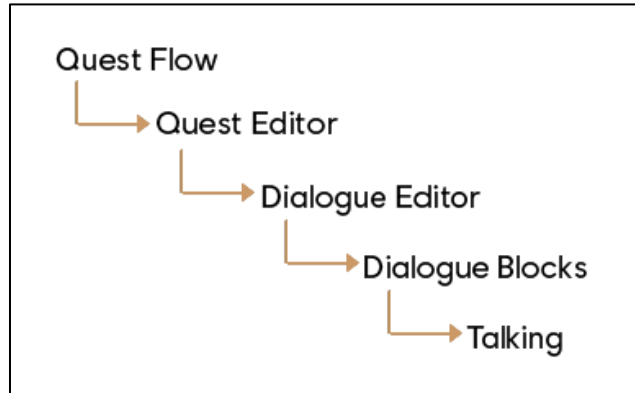 Quest Flow
Quest Editor
Dialogue Editor
Dialogue Blocks
Talking